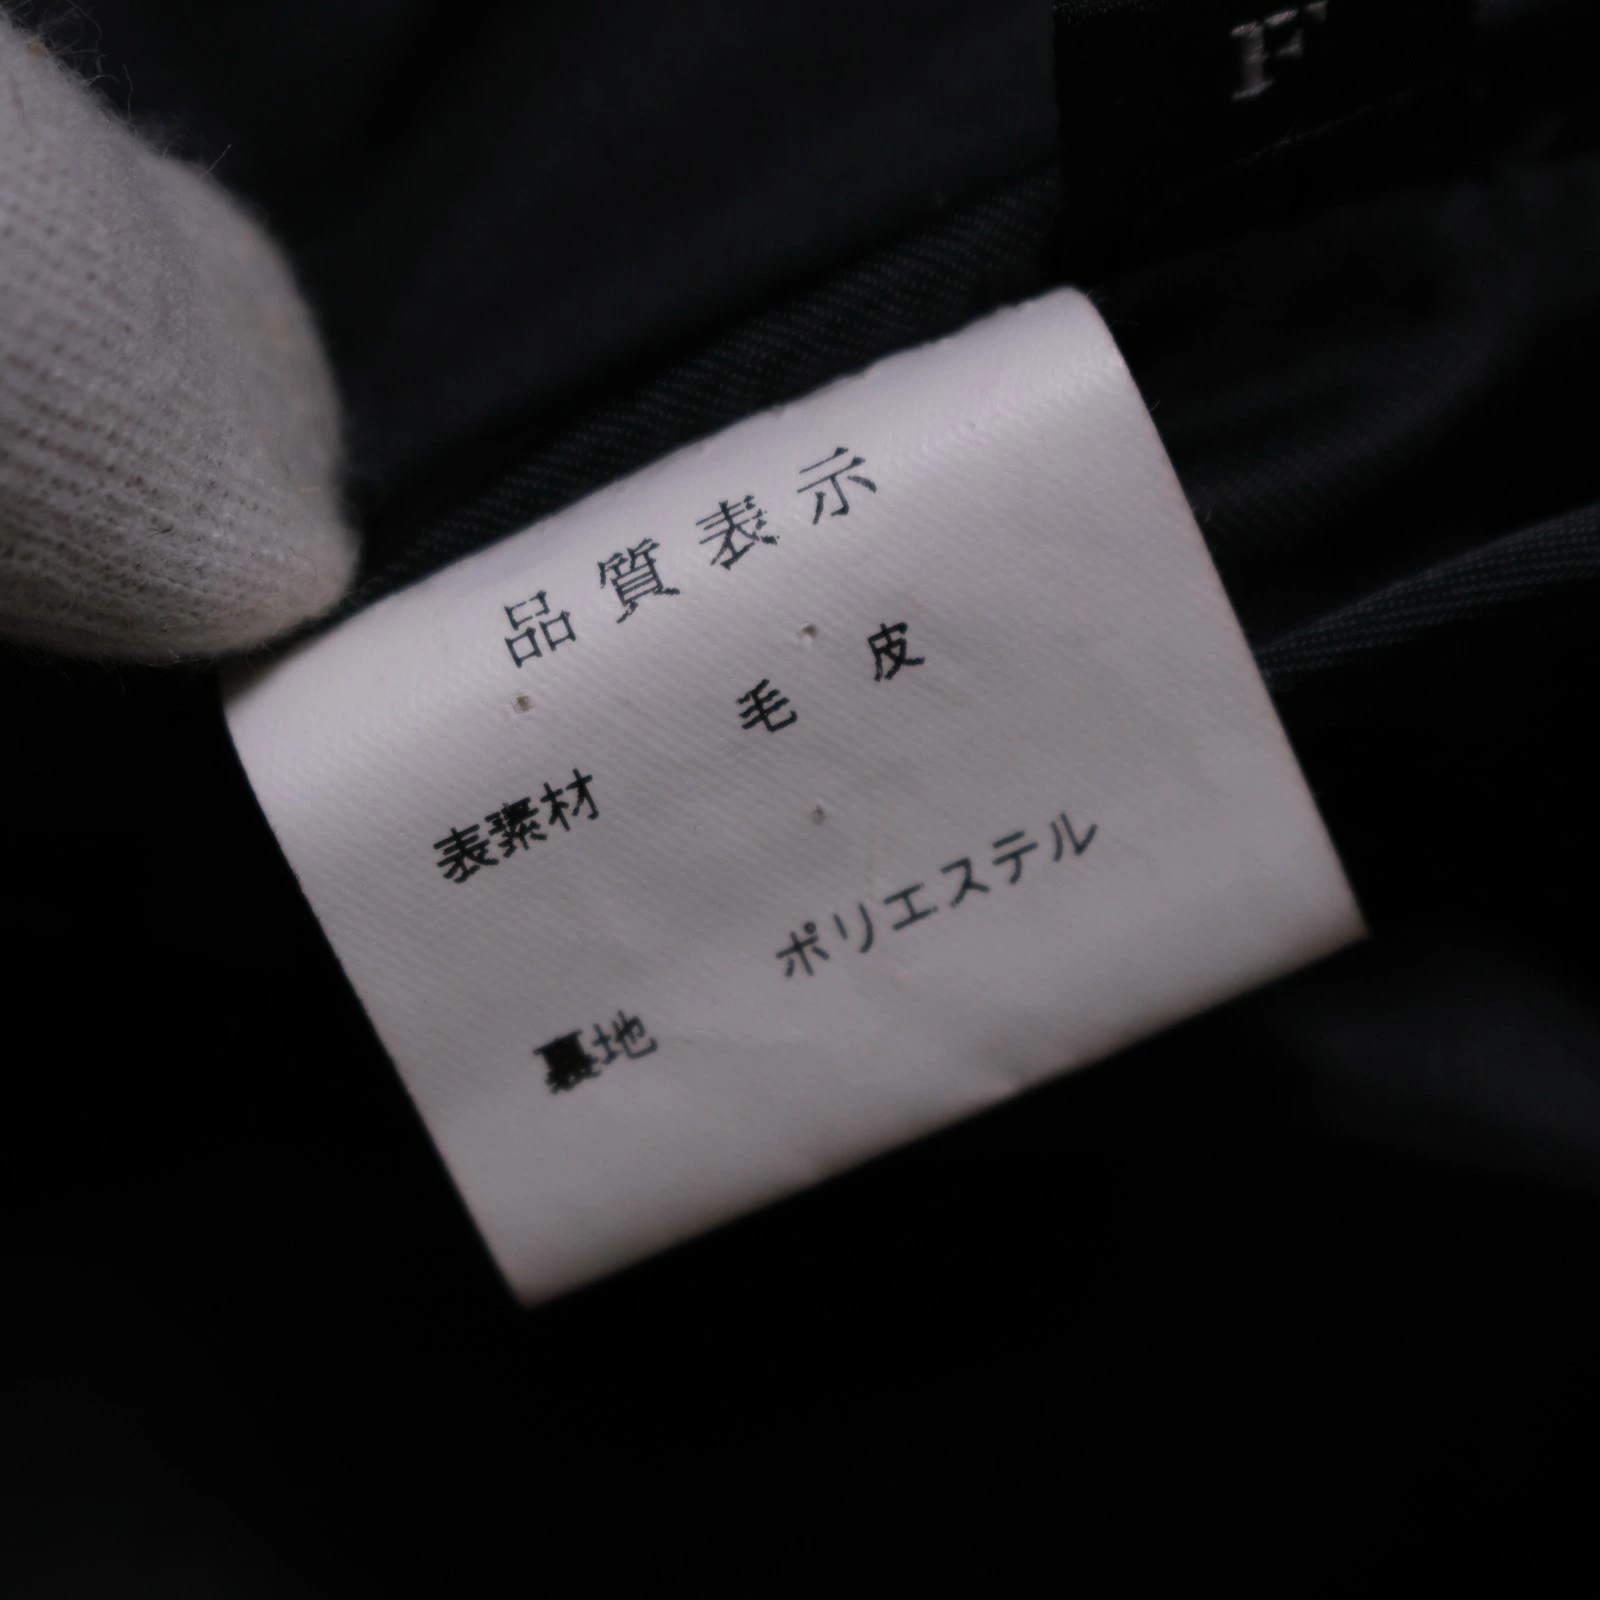 F
品質表示
表素材 毛皮
裏地 ポリエステル